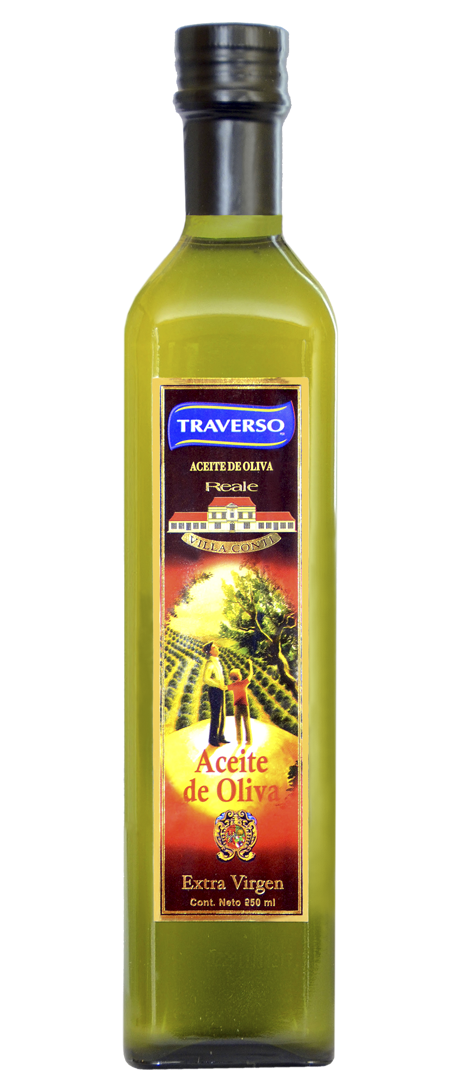 TRAVERSO
ACEITE DE OLIVA
Reale
VILLA CONTI
Aceite
de Oliva
Extra Virgen
Cont. Neto 250 ml